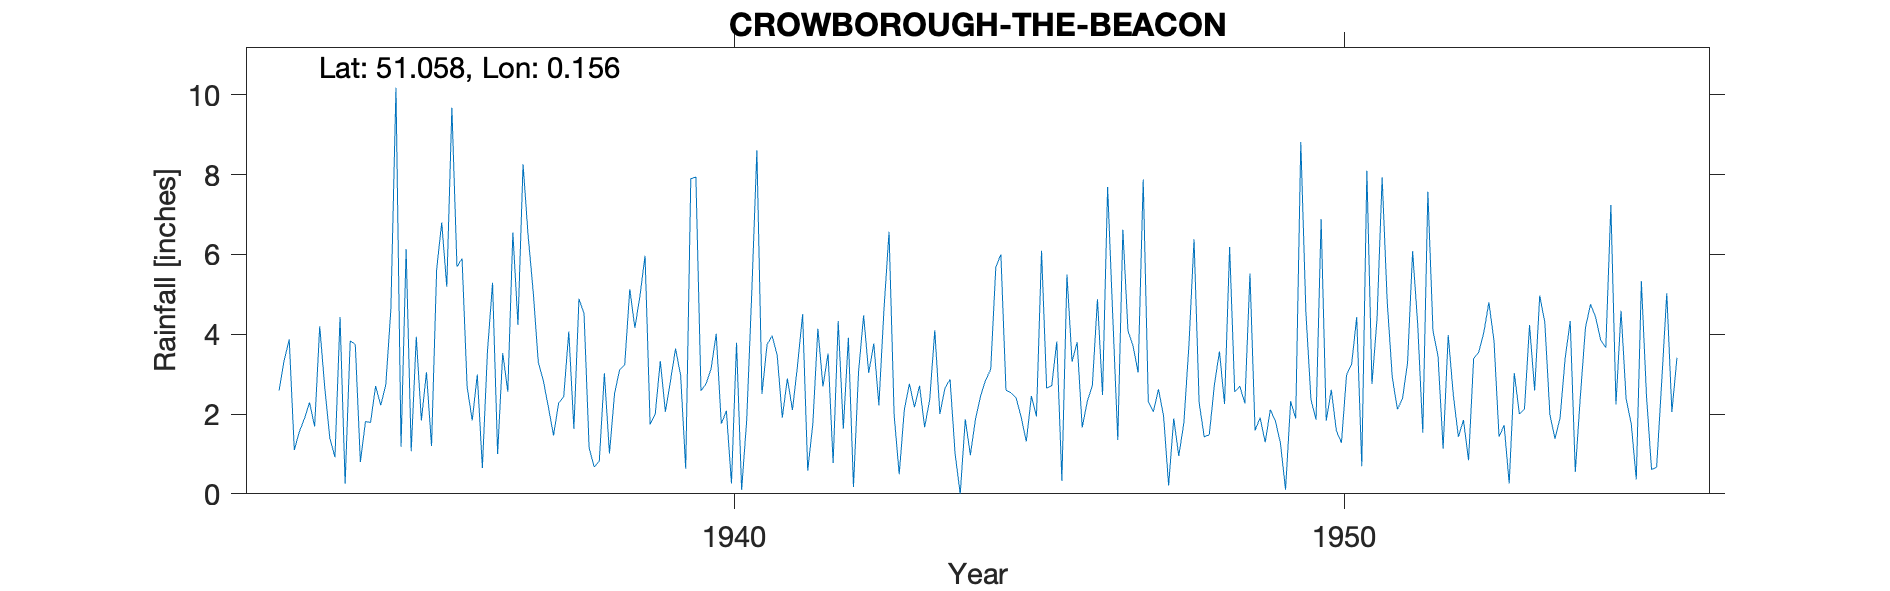 CROWBOROUGH-THE-BEACON
Lat: 51.058, Lon: 0.156
10
8
6
4
2
0
Rainfall [inches]
1940
1950
Year